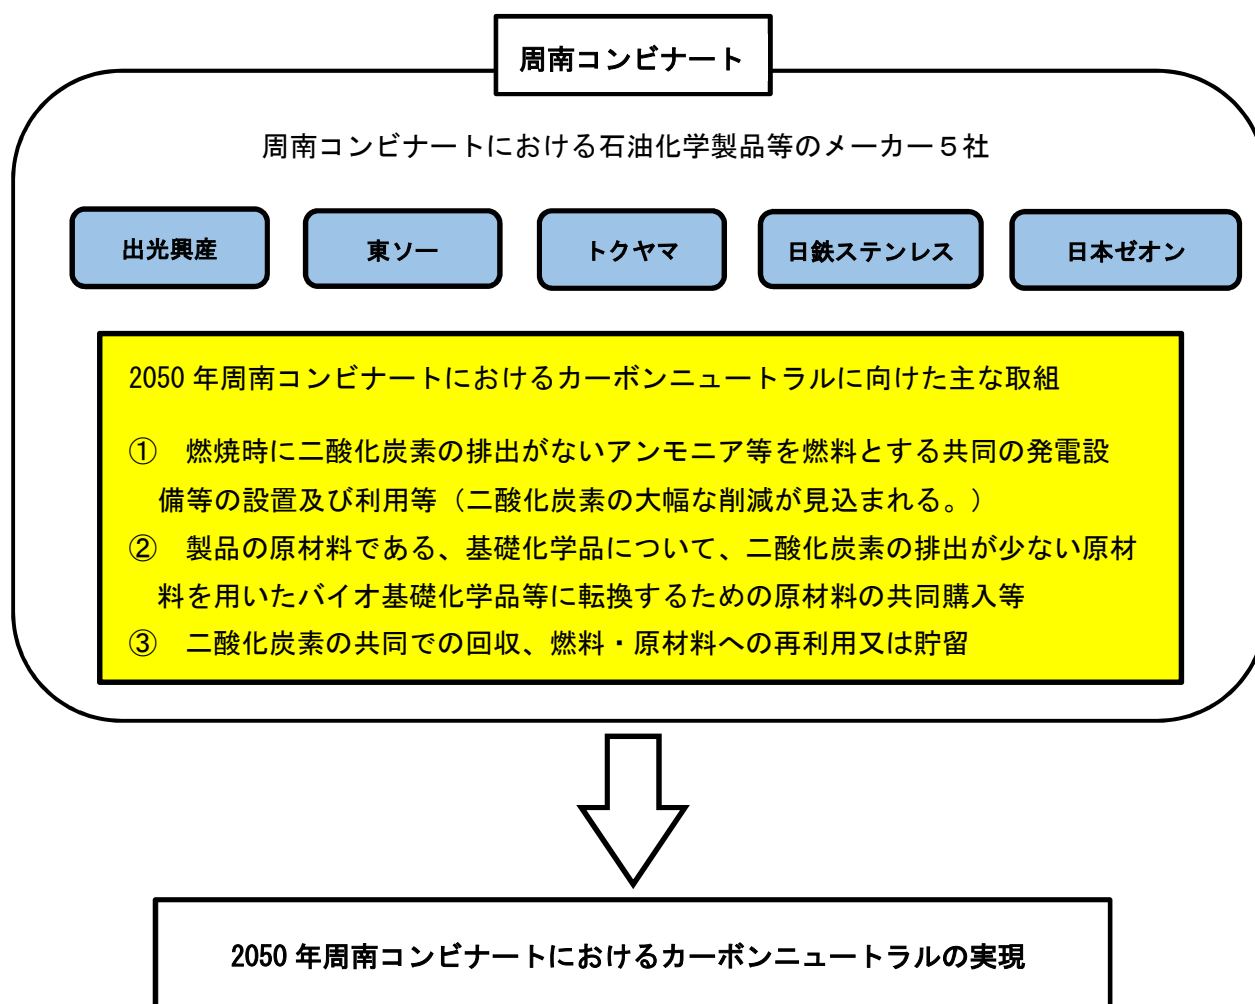 周南コンビナート
周南コンビナートにおける石油化学製品等のメーカー５社
出光興産
東ソー
トクヤマ
日鉄ステンレス
日本ゼオン
2050 年周南コンビナートにおけるカーボンニュートラルに向けた主な取組
①　燃焼時に二酸化炭素の排出がないアンモニア等を燃料とする共同の発電設
備等の設置及び利用等（二酸化炭素の大幅な削減が見込まれる。）
②　製品の原材料である、基礎化学品について、二酸化炭素の排出が少ない原材
料を用いたバイオ基礎化学品等に転換するための原材料の共同購入等
③　二酸化炭素の共同での回収、燃料・原材料への再利用又は貯留
2050 年周南コンビナートにおけるカーボンニュートラルの実現